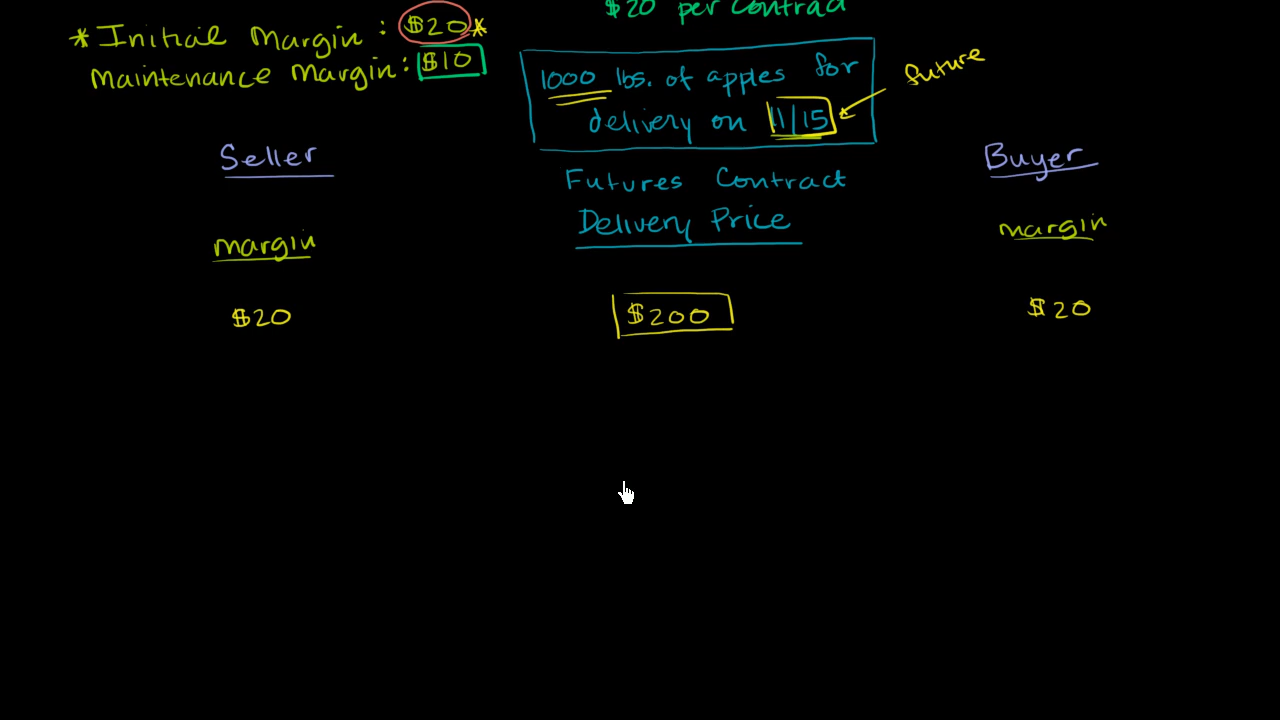 $20 per contract
*Initial Margin: $20*
Maintenance Margin: $10
1000 lbs. of apples for
delivery on 11/15
future
Seller
Futures Contract
Buyer
margin
Delivery Price
margin
$20
$200
$20